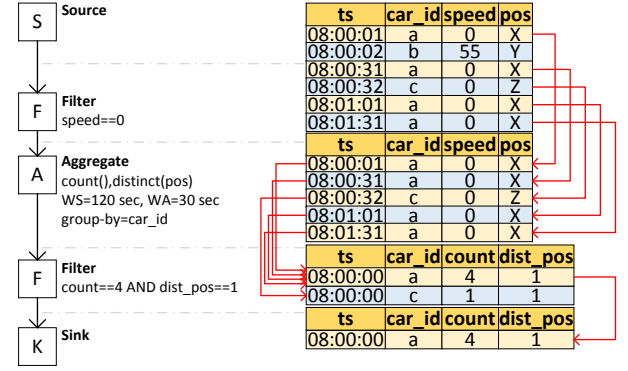 S
Source
F
Filter
speed==0
A
Aggregate
count(),distinct(pos)
WS=120 sec, WA=30 sec
group-by=car_id
F
Filter
count==4 AND dist_pos==1
K
Sink
ts car_id speed pos
08:00:01 a 0 X
08:00:02 b 55 Y
08:00:31 a 0 X
08:00:32 c 0 Z
08:01:01 a 0 X
08:01:31 a 0 X
ts car_id speed pos
08:00:01 a 0 X
08:00:31 a 0 X
08:00:32 c 0 Z
08:01:01 a 0 X
08:01:31 a 0 X
ts car_id count dist_pos
08:00:00 a 4 1
08:00:00 c 1 1
ts car_id count dist_pos
08:00:00 a 4 1